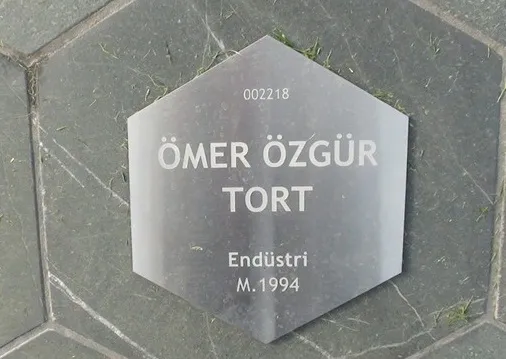 002218
ÖMER ÖZGÜR
TORT
Endüstri
M.1994